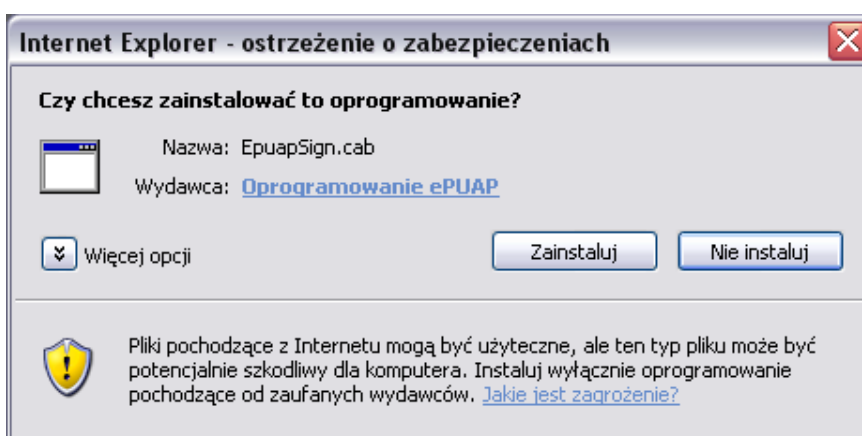 Internet Explorer - ostrzeżenie o zabezpieczeniach
Czy chcesz zainstalować to oprogramowanie?
Nazwa: EpuapSign.cab
Wydawca: Oprogramowanie ePUAP
Więcej opcji
Zainstaluj
Nie instaluj
Pliki pochodzące z Internetu mogą być użyteczne, ale ten typ pliku może być
potencjalnie szkodliwy dla komputera. Instaluj wyłącznie oprogramowanie
pochodzące od zaufanych wydawców. Jakie jest zagrożenie?